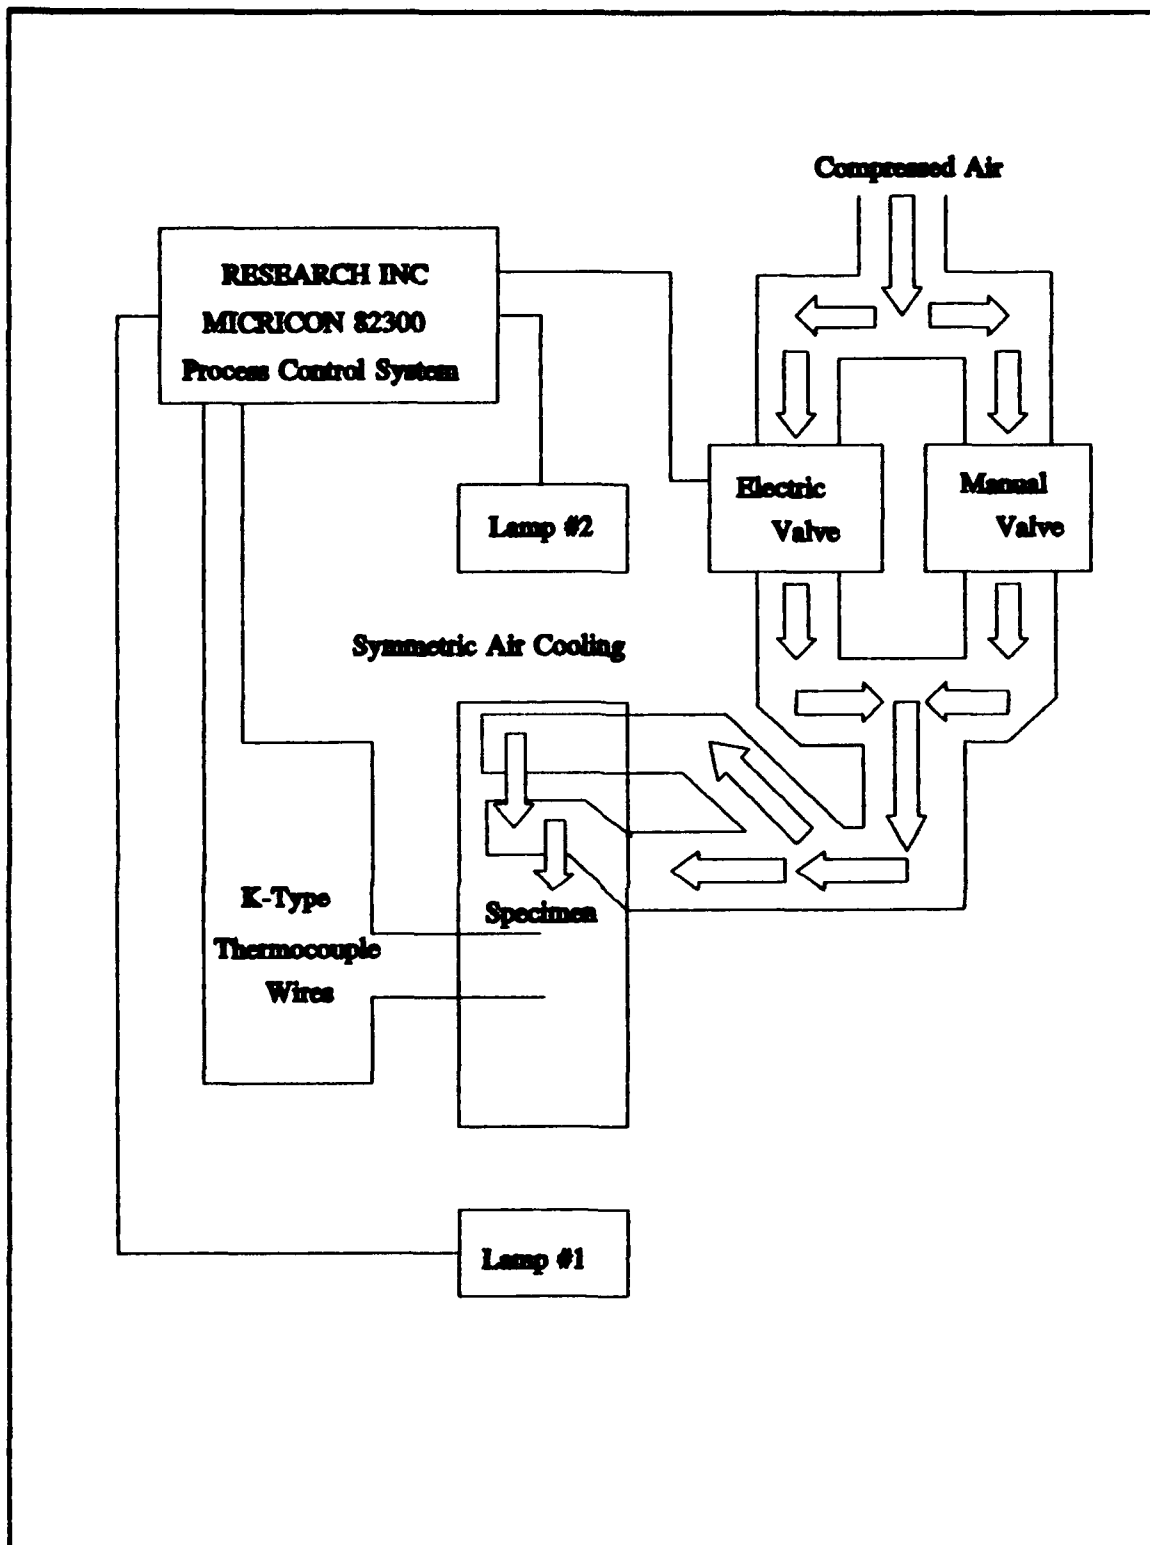 Compressed Air
RESEARCH INC
MICRICON 82300
Process Control System
Electric
Valve
Manual
Valve
Lamp #2
Symmetric Air Cooling
K-Type
Thermocouple
Wires
Specimen
Lamp #1